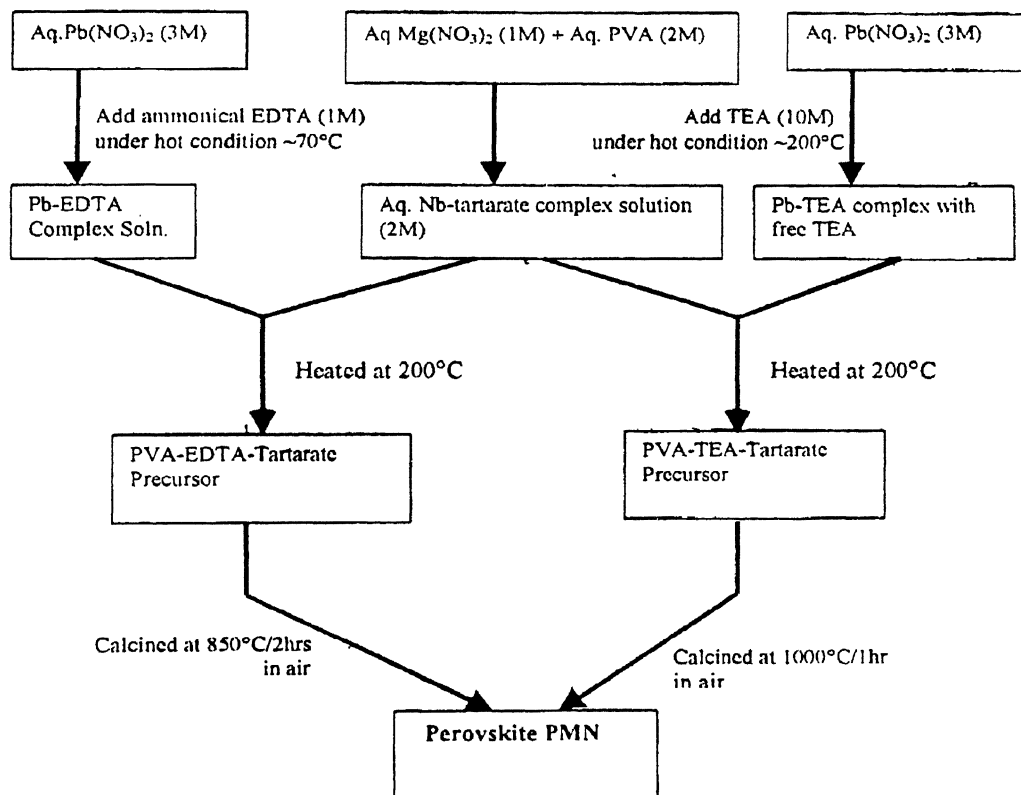 Aq.Pb(NO₃)₂ (3M)
Aq Mg(NO₃)₂ (1M) + Aq. PVA (2M)
Aq. Pb(NO₃)₂ (3M)
Add ammonical EDTA (1M)
under hot condition ~70°C
Add TEA (10M)
under hot condition ~200°C
Pb-EDTA
Complex Soln.
Aq. Nb-tartarate complex solution
(2M)
Pb-TEA complex with
free TEA
Heated at 200°C
Heated at 200°C
PVA-EDTA-Tartarate
Precursor
PVA-TEA-Tartarate
Precursor
Calcined at 850°C/2hrs
in air
Calcined at 1000°C/1hr
in air
Perovskite PMN